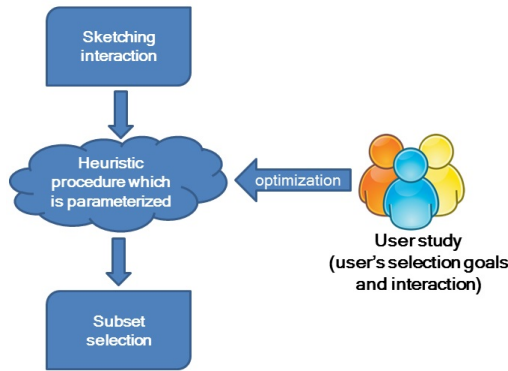 Sketching
interaction
Heuristic
procedure which
is parameterized
optimization
User study
(user's selection goals
and interaction)
Subset
selection